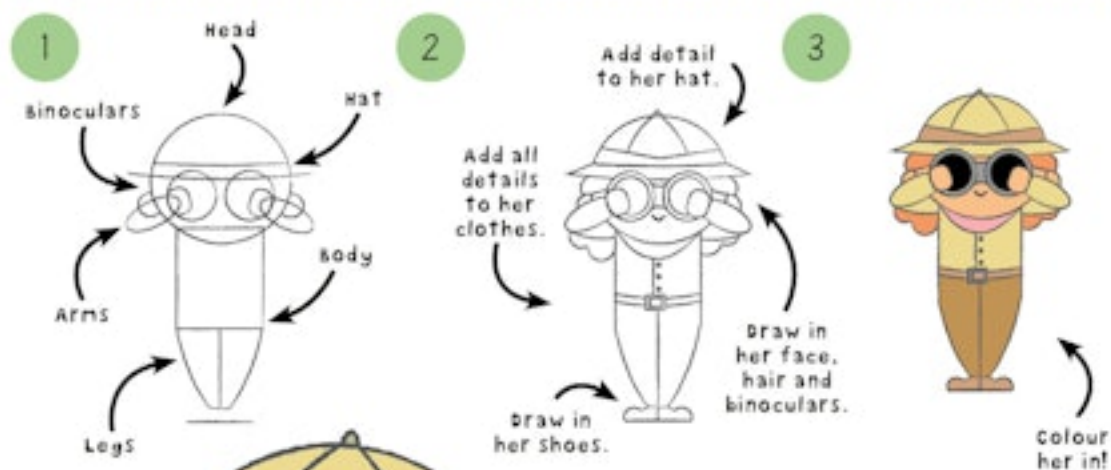 1
Head
Binoculars
Hat
Arms
Body
Legs
2
Add detail
to her hat.
Add all
details
to her
clothes.
Draw in
her face,
hair and
binoculars.
Draw in
her shoes.
3
Colour
her in!